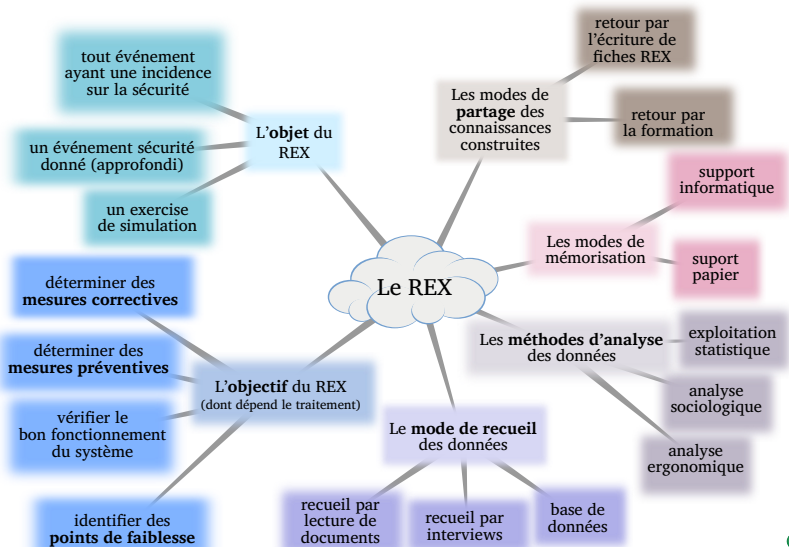 tout événement
ayant une incidence
sur la sécurité
un événement sécurité
donné (approfondi)
un exercise
de simulation
L'objet du
REX
Les modes de
partage des
connaissances
construites
retour par
l'écriture de
fiches REX
retour par
la formation
support
informatique
Les modes de
mémorisation
suport
papier
Le REX
déterminer des
mesures correctives
déterminer des
mesures préventives
vérifier le
bon fonctionnement
du système
identifier des
points de faiblesse
L'objectif du REX
(dont dépend le traitement)
Les méthodes d'analyse
des données
exploitation
statistique
analyse
sociologique
analyse
ergonomique
Le mode de recueil
des données
recueil par
lecture de
documents
recueil par
interviews
base de
données